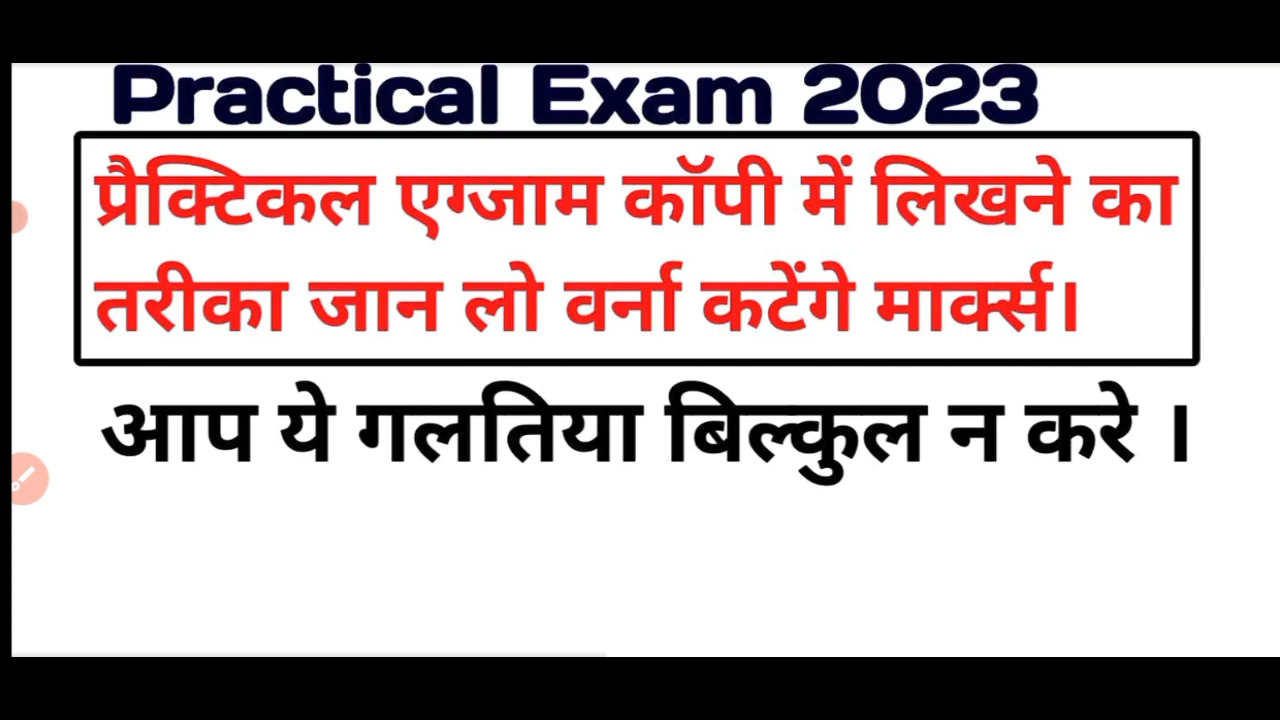 Practical Exam 2023
प्रैक्टिकल एग्जाम कॉपी में लिखने का
तरीका जान लो वर्ना कटेंगे मार्क्स।
आप ये गलतिया बिल्कुल न करे ।